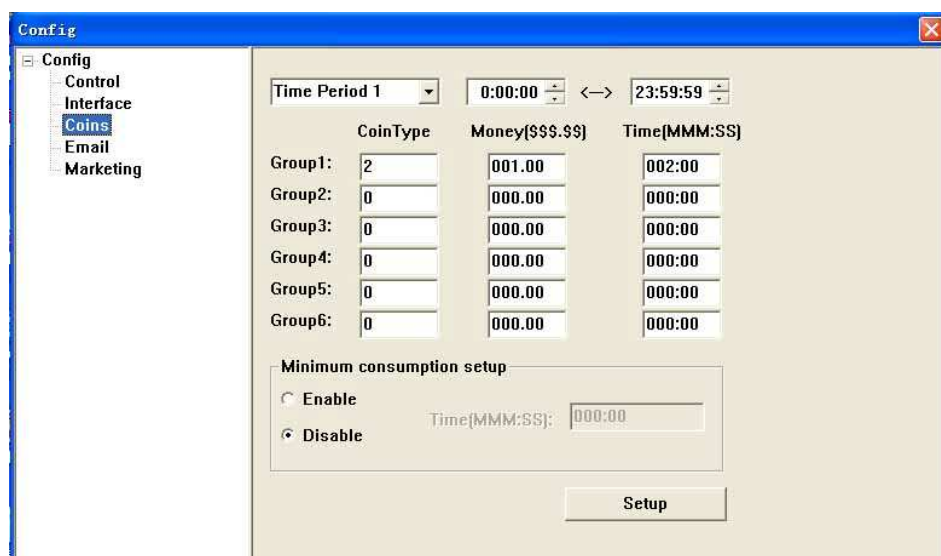 Config
Config
Control
Interface
Coins
Email
Marketing
Time Period 1 0:00:00 <--> 23:59:59
CoinType Money($$$.$$) Time(MMM:SS)
Group1: 2 001.00 002:00
Group2: 0 000.00 000:00
Group3: 0 000.00 000:00
Group4: 0 000.00 000:00
Group5: 0 000.00 000:00
Group6: 0 000.00 000:00
Minimum consumption setup
Enable
Time(MMM:SS): 000:00
Disable
Setup